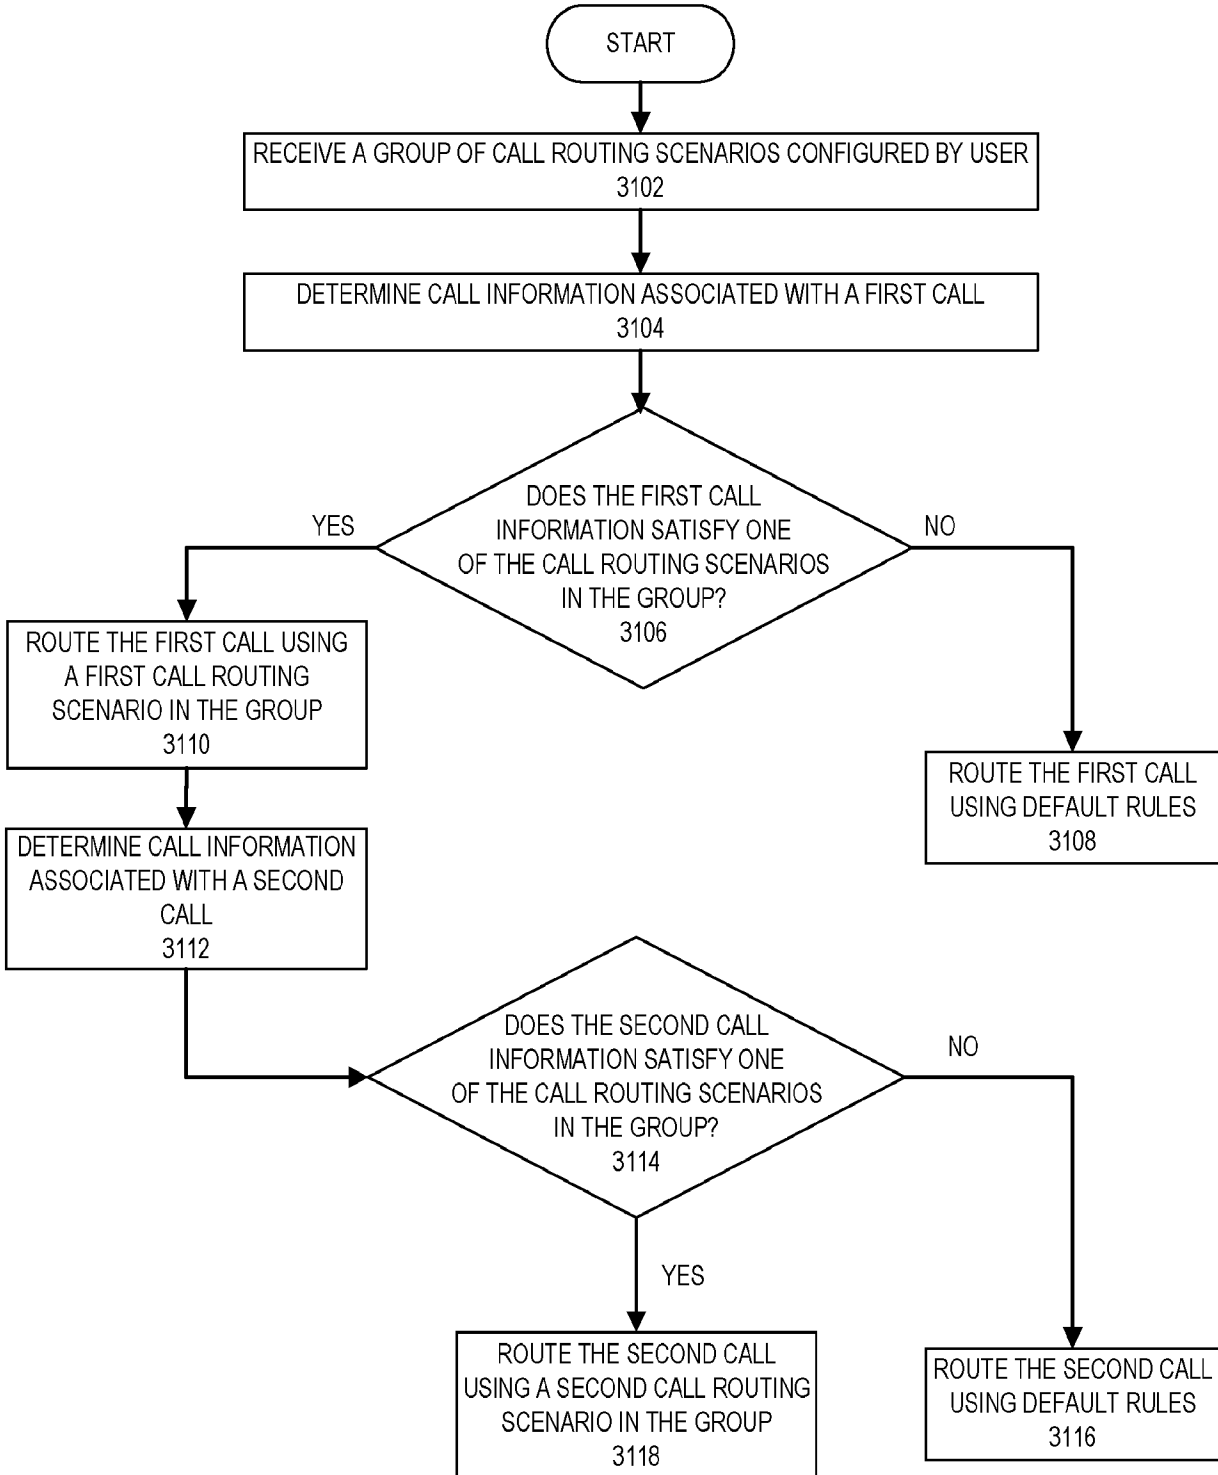 START
RECEIVE A GROUP OF CALL ROUTING SCENARIOS CONFIGURED BY USER
3102
DETERMINE CALL INFORMATION ASSOCIATED WITH A FIRST CALL
3104
DOES THE FIRST CALL
INFORMATION SATISFY ONE
OF THE CALL ROUTING SCENARIOS
IN THE GROUP?
3106
YES
NO
ROUTE THE FIRST CALL USING
A FIRST CALL ROUTING
SCENARIO IN THE GROUP
3110
ROUTE THE FIRST CALL
USING DEFAULT RULES
3108
DETERMINE CALL INFORMATION
ASSOCIATED WITH A SECOND
CALL
3112
DOES THE SECOND CALL
INFORMATION SATISFY ONE
OF THE CALL ROUTING SCENARIOS
IN THE GROUP?
3114
NO
YES
ROUTE THE SECOND CALL
USING A SECOND CALL ROUTING
SCENARIO IN THE GROUP
3118
ROUTE THE SECOND CALL
USING DEFAULT RULES
3116